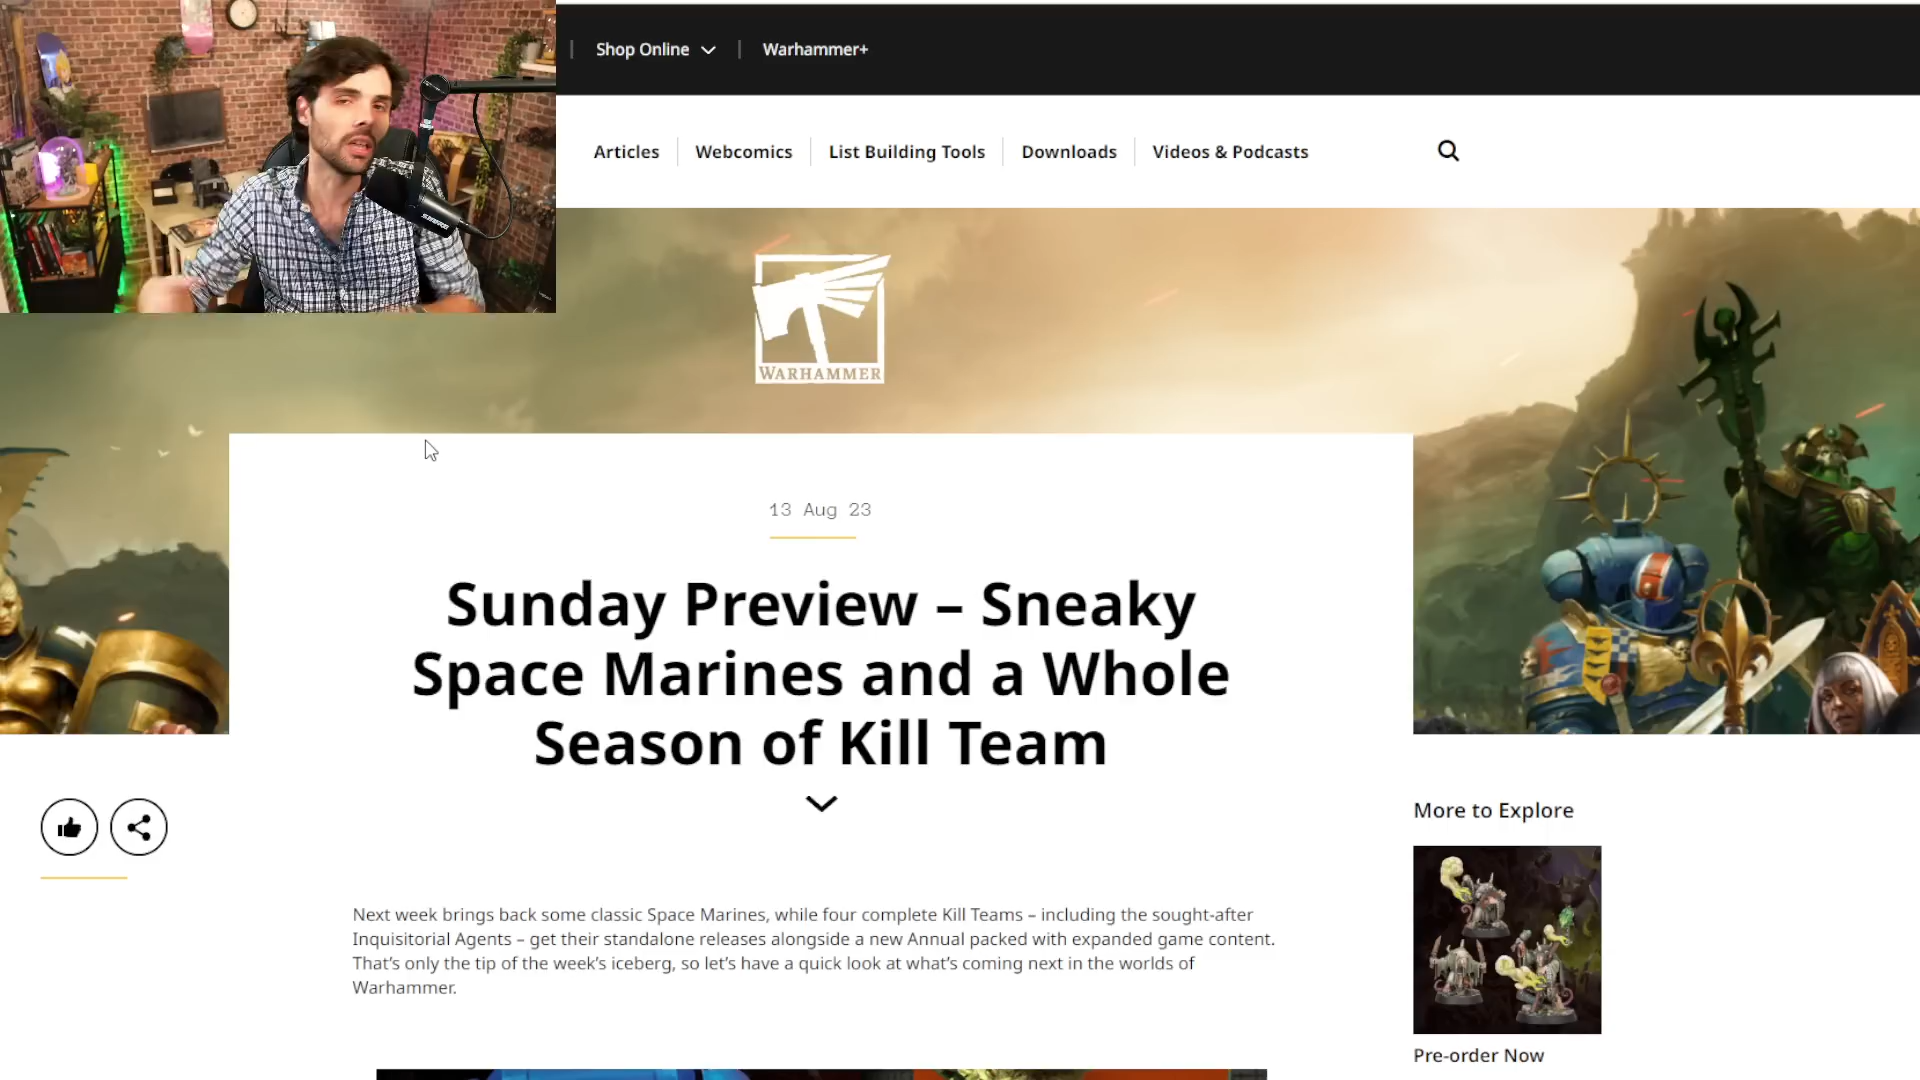 Shop Online
Warhammer+
Articles
Webcomics
List Building Tools
Downloads
Videos & Podcasts
WARHAMMER
13 Aug 23
Sunday Preview – Sneaky
Space Marines and a Whole
Season of Kill Team
Next week brings back some classic Space Marines, while four complete Kill Teams – including the sought-after
Inquisitorial Agents – get their standalone releases alongside a new Annual packed with expanded game content.
That’s only the tip of the week’s iceberg, so let’s have a quick look at what’s coming next in the worlds of
Warhammer.
More to Explore
Pre-order Now